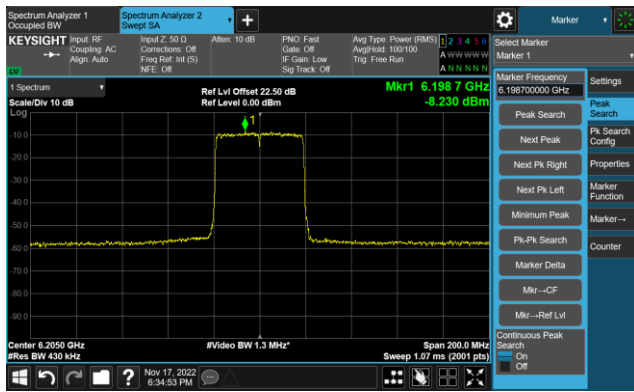 Spectrum Analyzer 1
Occupied BW
Spectrum Analyzer 2
Swept SA
Marker
KEYSIGHT
Input: RF
Coupling: AC
Align: Auto
Input Z: 50 Ω
Corrections: Off
Freq Ref: Int (S)
NFE: Off
Atten: 10 dB
PNO: Fast
Gate: Off
IF Gain: Low
Sig Track: Off
Avg Type: Power (RMS)
Avg|Hold: 100/100
Trig: Free Run
1 2 3 4 5 6
A W W W W W
A N N N N N
Select Marker
Marker 1
1 Spectrum
Scale/Div 10 dB
Log
Ref Lvl Offset 22.50 dB
Ref Level 0.00 dBm
Mkr1 6.198 7 GHz
-8.230 dBm
1
-10.0
-20.0
-30.0
-40.0
-50.0
-60.0
-70.0
-80.0
-90.0
Center 6.2050 GHz
#Res BW 430 kHz
#Video BW 1.3 MHz*
Span 200.0 MHz
Sweep 1.07 ms (2001 pts)
Marker Frequency
6.198700000 GHz
Peak Search
Next Peak
Next Pk Right
Next Pk Left
Minimum Peak
Pk-Pk Search
Marker Delta
Mkr→CF
Mkr→Ref Lvl
Continuous Peak
Search
On
Off
Settings
Peak
Search
Pk Search
Config
Properties
Marker
Function
Marker→
Counter
?
Nov 17, 2022
6:34:53 PM